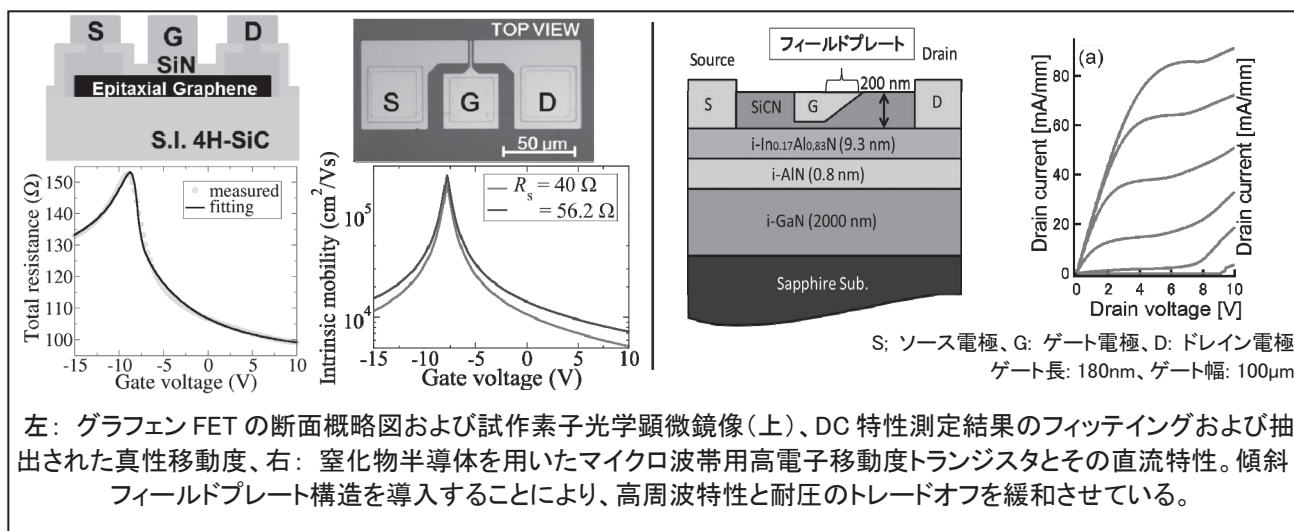 S
G
D
SiN
Epitaxial Graphene
S.I. 4H-SiC
TOP VIEW
S
G
D
50 μm
Total resistance (Ω)
150
140
130
120
110
100
measured
fitting
-15
-10
-5
0
5
10
Gate voltage (V)
Intrinsic mobility (cm²/Vs)
10⁵
10⁴
Rs = 40 Ω
= 56.2 Ω
-15
-10
-5
0
5
10
Gate voltage (V)
フィールドプレート
Source
200 nm
Drain
S
SiCN
G
D
i-In0.17Al0.83N (9.3 nm)
i-AlN (0.8 nm)
i-GaN (2000 nm)
Sapphire Sub.
(a)
Drain current [mA/mm]
80
60
40
20
0
0
2
4
6
8
10
Drain voltage [V]
Drain current [mA/mm]
S; ソース電極、G: ゲート電極、D: ドレイン電極
ゲート長: 180nm、ゲート幅: 100μm
左: グラフェン FET の断面概略図および試作素子光学顕微鏡像(上)、DC 特性測定結果のフィッテイングおよび抽
出された真性移動度、右: 窒化物半導体を用いたマイクロ波帯用高電子移動度トランジスタとその直流特性。傾斜
フィールドプレート構造を導入することにより、高周波特性と耐圧のトレードオフを緩和させている。